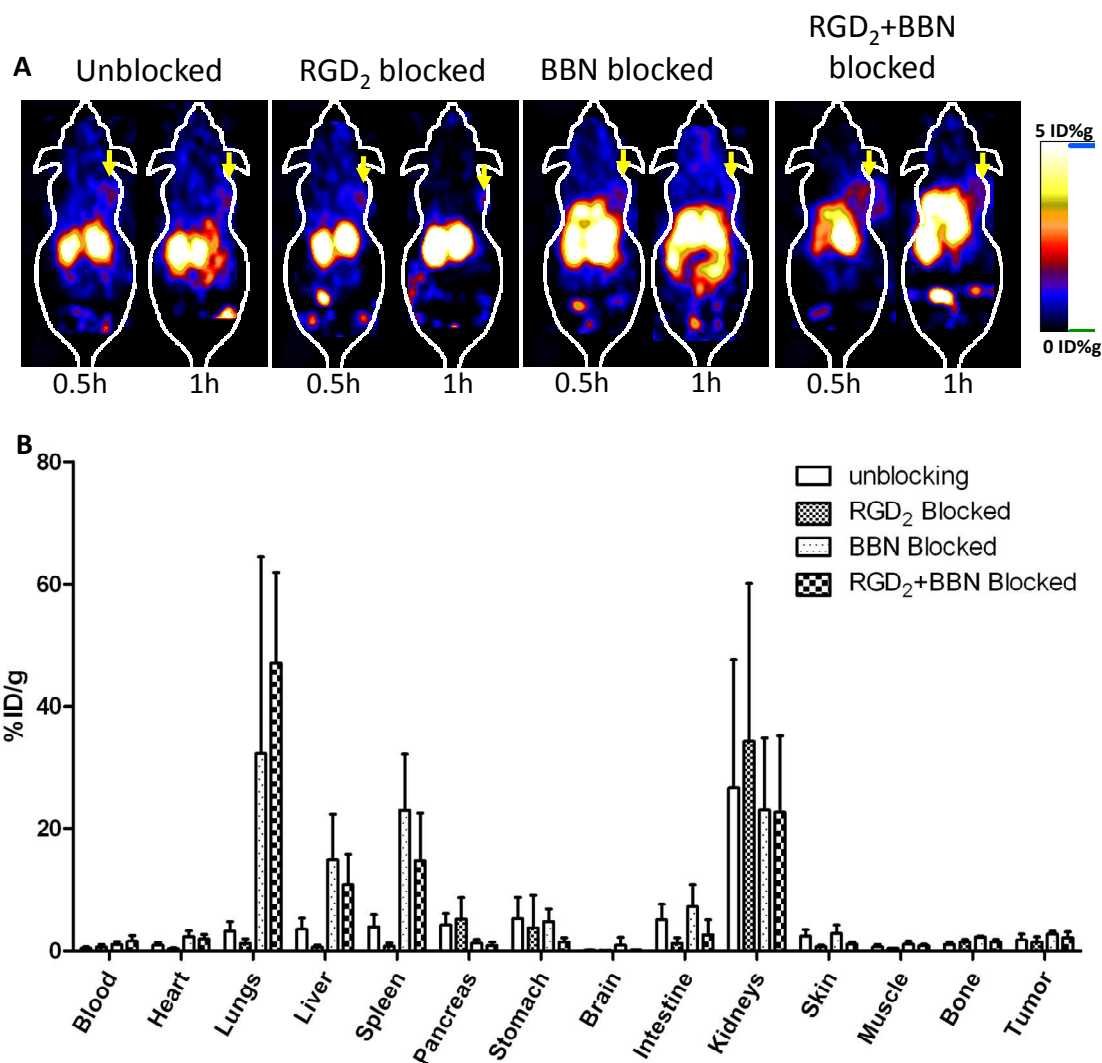 A
Unblocked
RGD2 blocked
BBN blocked
RGD2+BBN
blocked
5 ID%g
0 ID%g
0.5h
1h
0.5h
1h
0.5h
1h
0.5h
1h
B
%ID/g
80
60
40
20
0
unblocking
RGD2 Blocked
BBN Blocked
RGD2+BBN Blocked
Blood
Heart
Lungs
Liver
Spleen
Pancreas
Stomach
Brain
Intestine
Kidneys
Skin
Muscle
Bone
Tumor